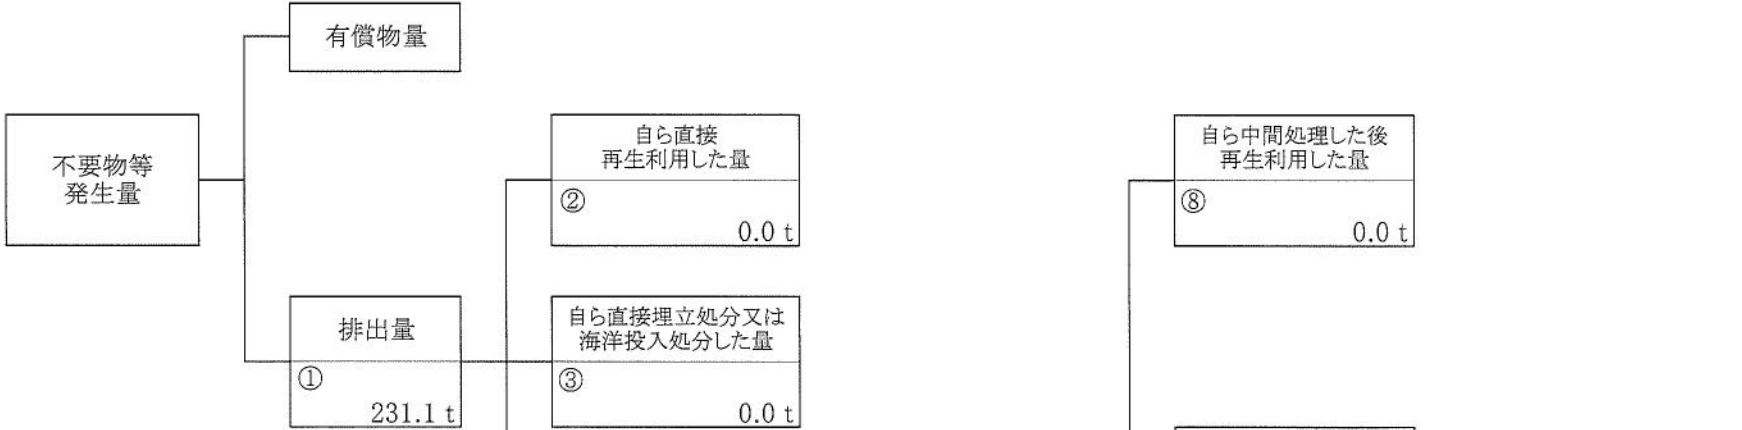 有償物量
不要物等
発生量
自ら直接
再生利用した量
②
0.0 t
自ら中間処理した後
再生利用した量
⑧
0.0 t
排出量
①
231.1 t
自ら直接埋立処分又は
海洋投入処分した量
③
0.0 t